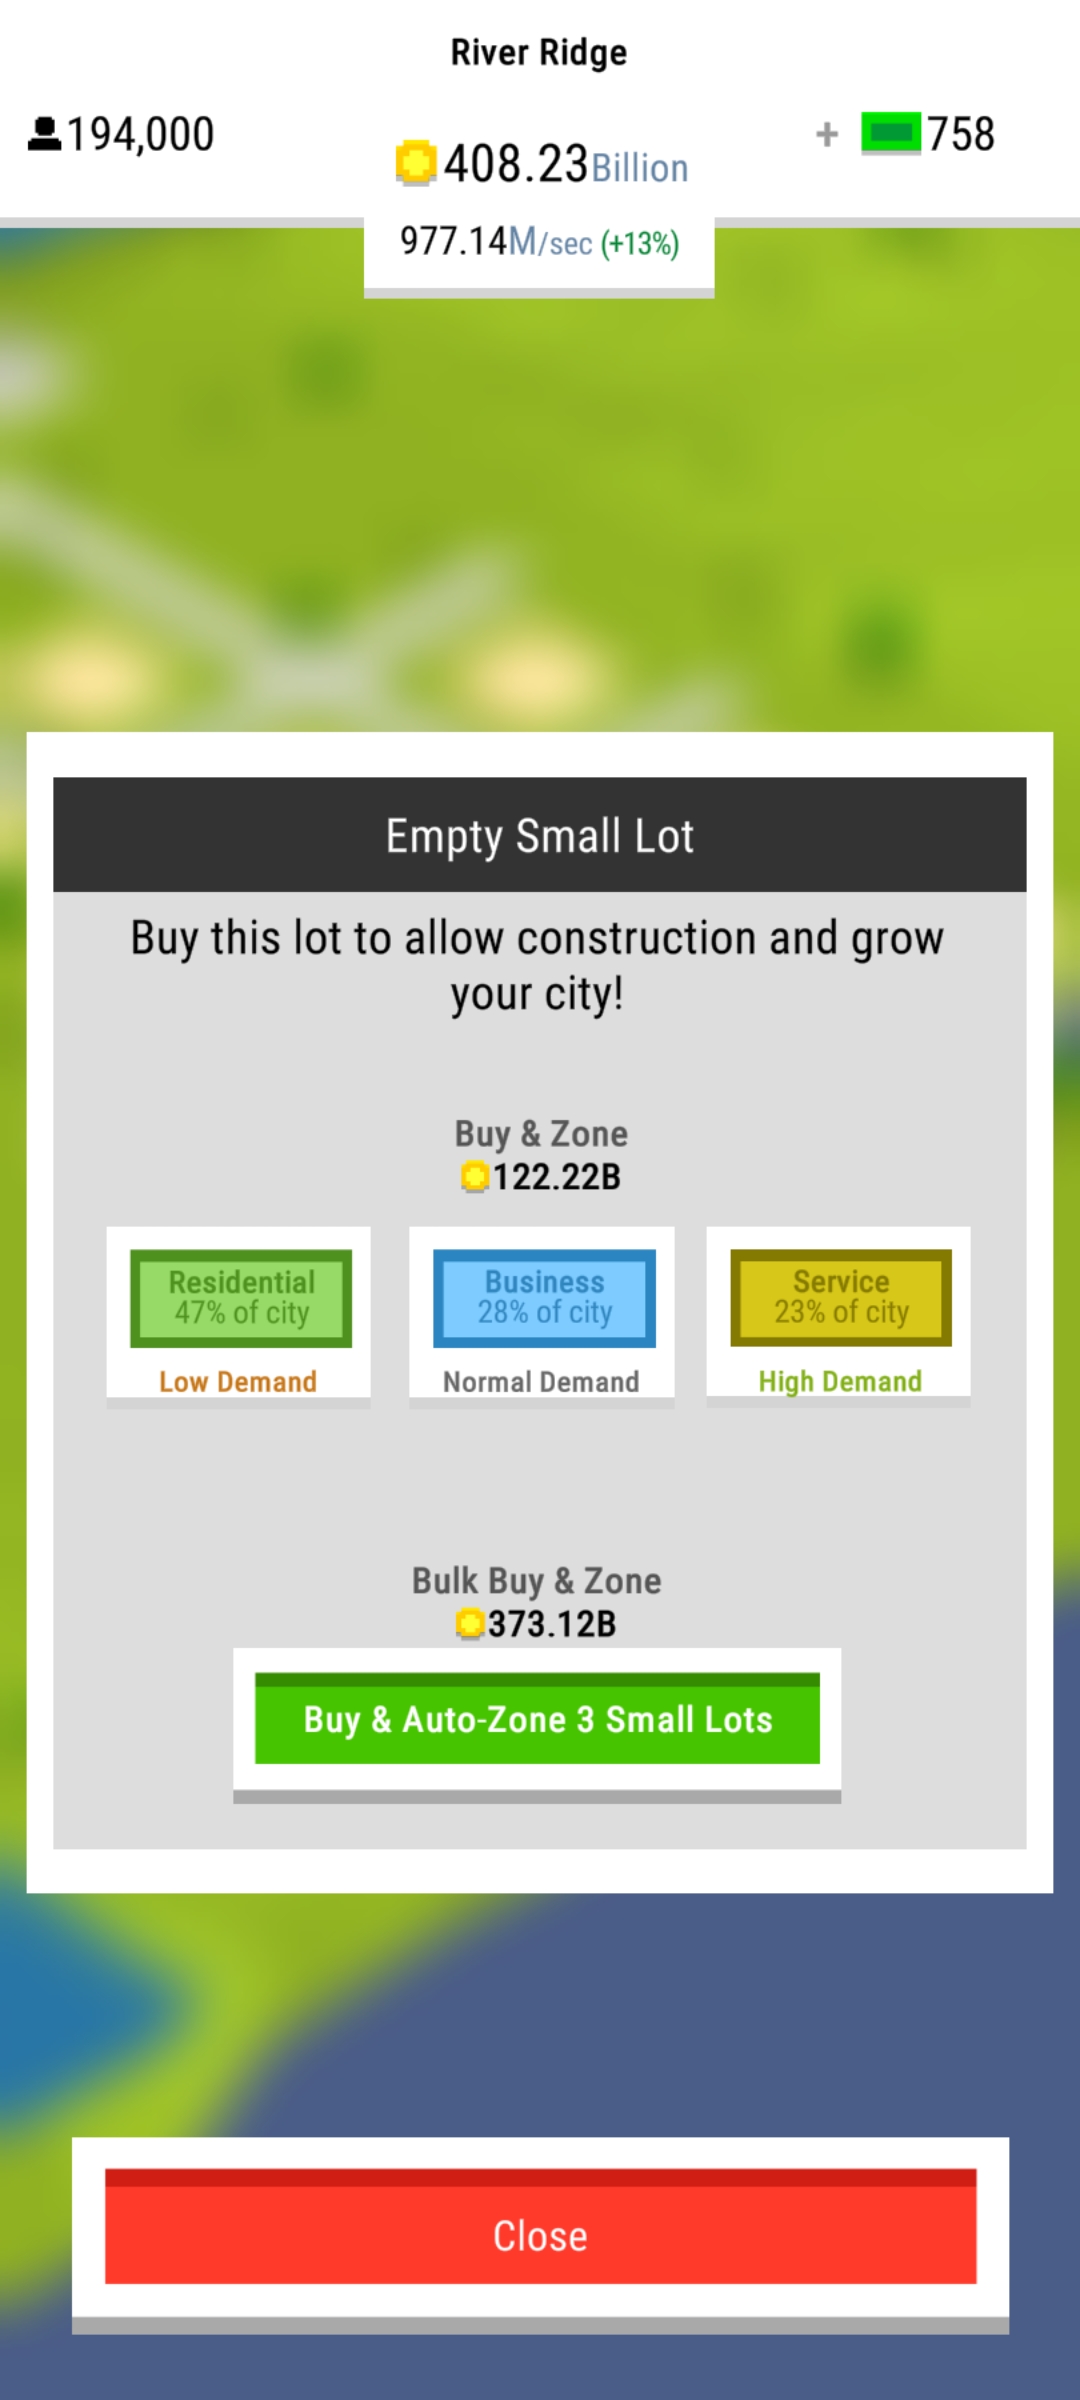 River Ridge
194,000
+ 758
408.23Billion
977.14M/sec (+13%)
Empty Small Lot
Buy this lot to allow construction and grow
your city!
Buy & Zone
122.22B
Residential
47% of city
Low Demand
Business
28% of city
Normal Demand
Service
23% of city
High Demand
Bulk Buy & Zone
373.12B
Buy & Auto-Zone 3 Small Lots
Close